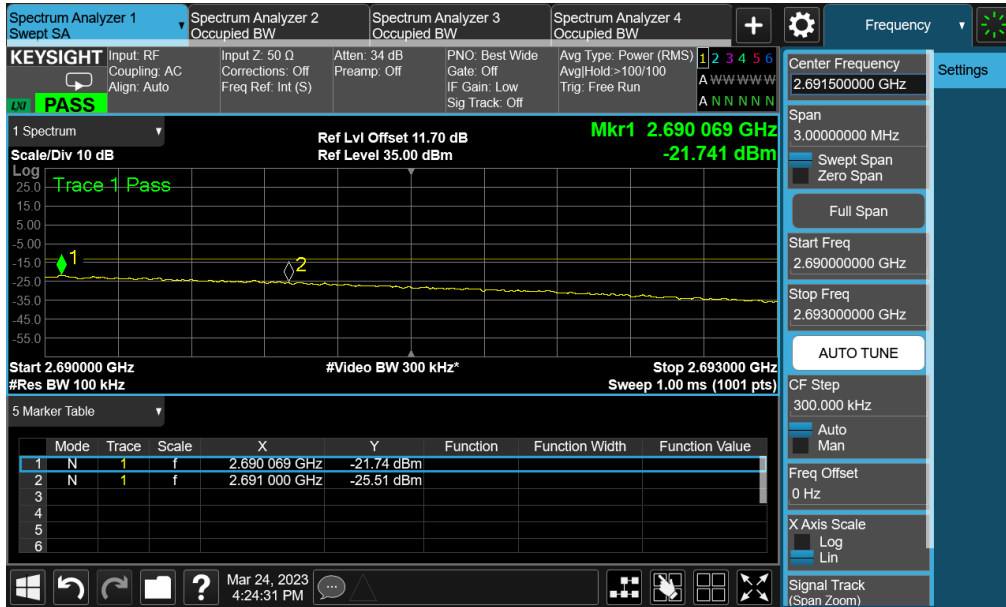 Spectrum Analyzer 1
Swept SA
Spectrum Analyzer 2
Occupied BW
Spectrum Analyzer 3
Occupied BW
Spectrum Analyzer 4
Occupied BW
+
Frequency
KEYSIGHT
LXI PASS
Input: RF
Coupling: AC
Align: Auto
Input Z: 50 Ω
Corrections: Off
Freq Ref: Int (S)
Atten: 34 dB
Preamp: Off
PNO: Best Wide
Gate: Off
IF Gain: Low
Sig Track: Off
Avg Type: Power (RMS)
Avg|Hold:>100/100
Trig: Free Run
1 2 3 4 5 6
A W W W W W
A N N N N N
1 Spectrum
Scale/Div 10 dB
Ref Lvl Offset 11.70 dB
Ref Level 35.00 dBm
Mkr1 2.690 069 GHz
-21.741 dBm
Log
Trace 1 Pass
25.0
15.0
5.00
-5.00
-15.0
-25.0
-35.0
-45.0
-55.0
1
2
Start 2.690000 GHz
#Res BW 100 kHz
#Video BW 300 kHz*
Stop 2.693000 GHz
Sweep 1.00 ms (1001 pts)
5 Marker Table
Mode Trace Scale X Y Function Function Width Function Value
1 N 1 f 2.690 069 GHz -21.74 dBm
2 N 1 f 2.691 000 GHz -25.51 dBm
3
4
5
6
?
Mar 24, 2023
4:24:31 PM
Center Frequency
2.691500000 GHz
Span
3.00000000 MHz
Swept Span
Zero Span
Full Span
Start Freq
2.690000000 GHz
Stop Freq
2.693000000 GHz
AUTO TUNE
CF Step
300.000 kHz
Auto
Man
Freq Offset
0 Hz
X Axis Scale
Log
Lin
Signal Track
(Span Zoom)
Settings